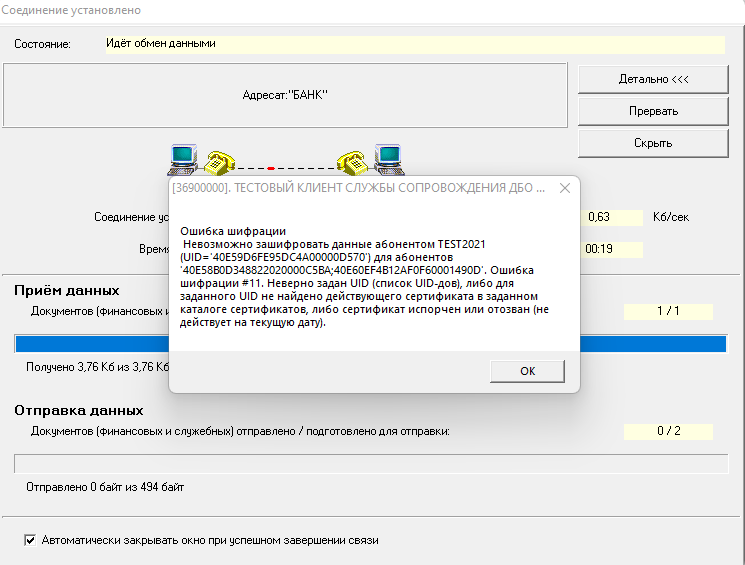 Соединение установлено
Состояние:
Идёт обмен данными
Детально <<<
Адресат:"БАНК"
Прервать
Скрыть
[36900000]. ТЕСТОВЫЙ КЛИЕНТ СЛУЖБЫ СОПРОВОЖДЕНИЯ ДБО ...
Соединение ус
0,63
Кб/сек
Время
00:19
Ошибка шифрации
Невозможно зашифровать данные абонентом TEST2021
(UID='40E59D6FE95DC4A00000D570') для абонентов
'40E58B0D348822020000C5BA;40E60EF4B12AF0F60001490D'. Ошибка
шифрации #11. Неверно задан UID (список UID-дов), либо для
заданного UID не найдено действующего сертификата в заданном
каталоге сертификатов, либо сертификат испорчен или отозван (не
действует на текущую дату).
OK
Приём данных
Документов (финансовых и
1 / 1
Получено 3,76 Кб из 3,76 Кб
Отправка данных
Документов (финансовых и служебных) отправлено / подготовлено для отправки:
0 / 2
Отправлено 0 байт из 494 байт
Автоматически закрывать окно при успешном завершении связи